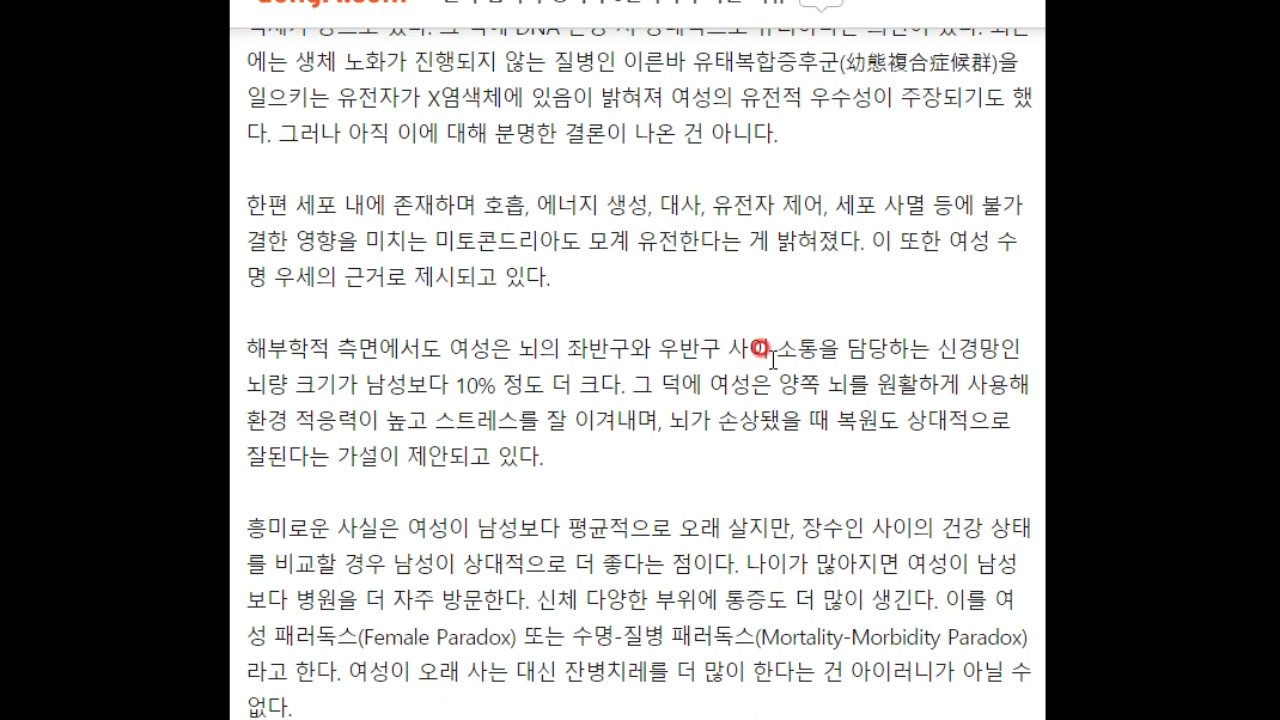 에는 생체 노화가 진행되지 않는 질병인 이른바 유태복합증후군(幼態複合症候群)을
일으키는 유전자가 X염색체에 있음이 밝혀져 여성의 유전적 우수성이 주장되기도 했
다. 그러나 아직 이에 대해 분명한 결론이 나온 건 아니다.
한편 세포 내에 존재하며 호흡, 에너지 생성, 대사, 유전자 제어, 세포 사멸 등에 불가
결한 영향을 미치는 미토콘드리아도 모계 유전한다는 게 밝혀졌다. 이 또한 여성 수
명 우세의 근거로 제시되고 있다.
해부학적 측면에서도 여성은 뇌의 좌반구와 우반구 사이 소통을 담당하는 신경망인
뇌량 크기가 남성보다 10% 정도 더 크다. 그 덕에 여성은 양쪽 뇌를 원활하게 사용해
환경 적응력이 높고 스트레스를 잘 이겨내며, 뇌가 손상됐을 때 복원도 상대적으로
잘된다는 가설이 제안되고 있다.
흥미로운 사실은 여성이 남성보다 평균적으로 오래 살지만, 장수인 사이의 건강 상태
를 비교할 경우 남성이 상대적으로 더 좋다는 점이다. 나이가 많아지면 여성이 남성
보다 병원을 더 자주 방문한다. 신체 다양한 부위에 통증도 더 많이 생긴다. 이를 여
성 패러독스(Female Paradox) 또는 수명-질병 패러독스(Mortality-Morbidity Paradox)
라고 한다. 여성이 오래 사는 대신 잔병치레를 더 많이 한다는 건 아이러니가 아닐 수
없다.